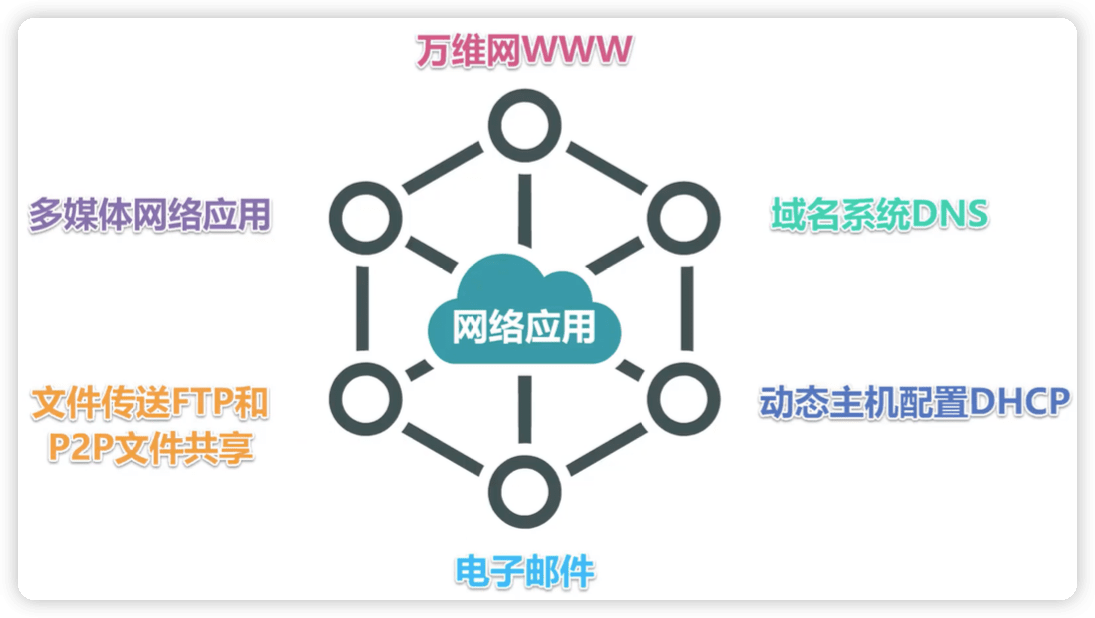 万维网WWW
多媒体网络应用
域名系统DNS
网络应用
文件传送FTP和
P2P文件共享
动态主机配置DHCP
电子邮件